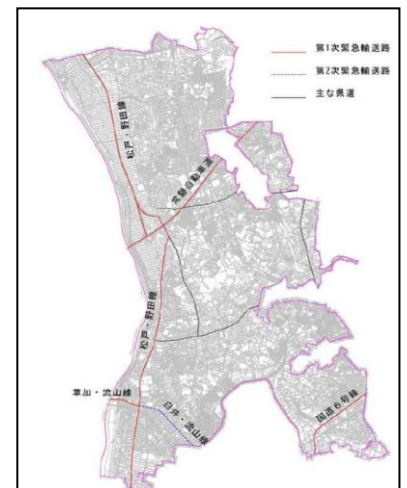 第1次緊急輸送路
第2次緊急輸送路
主な県道
松戸・野田線
常磐自動車道
松戸・野田線
草加・流山線
白井・流山線
国道6号線